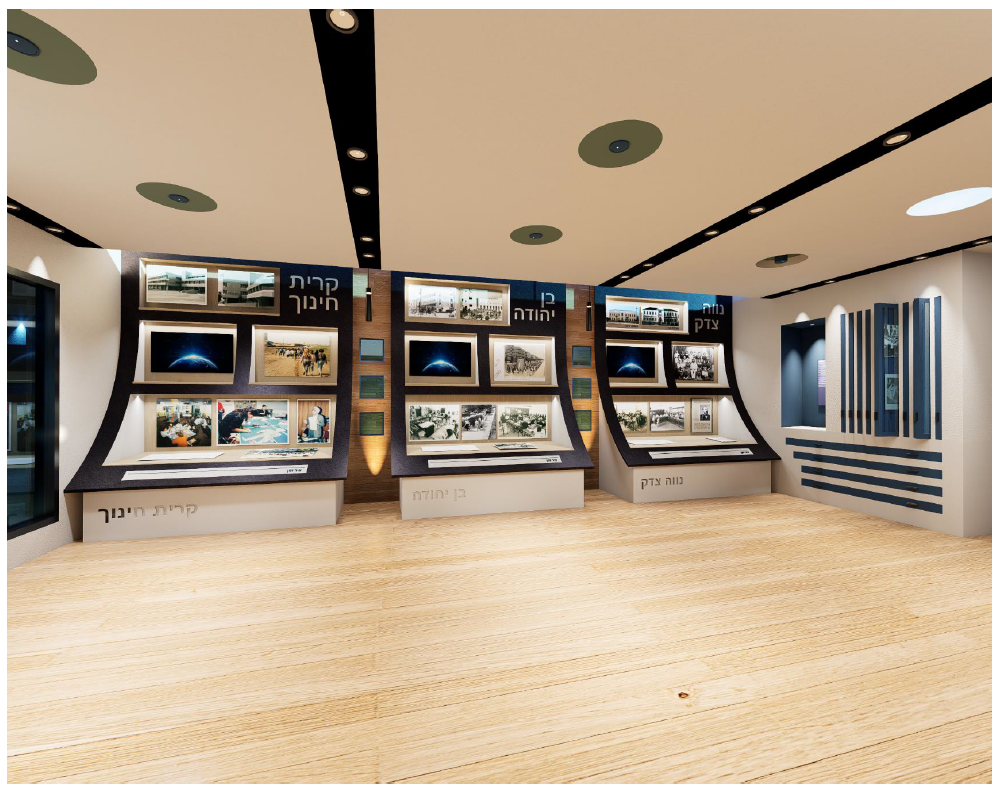 קרית
חינוך
בן
יהודה
נווה
צדק
קרית חינוך
בן יהודה
נווה צדק